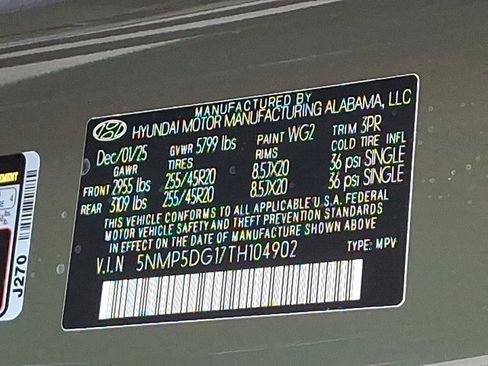 MANUFACTURED BY
HYUNDAI MOTOR MANUFACTURING ALABAMA, LLC
Dec/01/25 GVWR 5799 lbs PAINT WG2 TRIM 3PR
GAWR TIRES RIMS COLD TIRE INFL
FRONT 2955 lbs 255/45R20 8.5JX20 36 psi SINGLE
REAR 3109 lbs 255/45R20 8.5JX20 36 psi SINGLE
THIS VEHICLE CONFORMS TO ALL APPLICABLE U.S.A. FEDERAL
MOTOR VEHICLE SAFETY AND THEFT PREVENTION STANDARDS
IN EFFECT ON THE DATE OF MANUFACTURE SHOWN ABOVE
V.I.N 5NMP5DG17TH104902 TYPE: MPV
J270